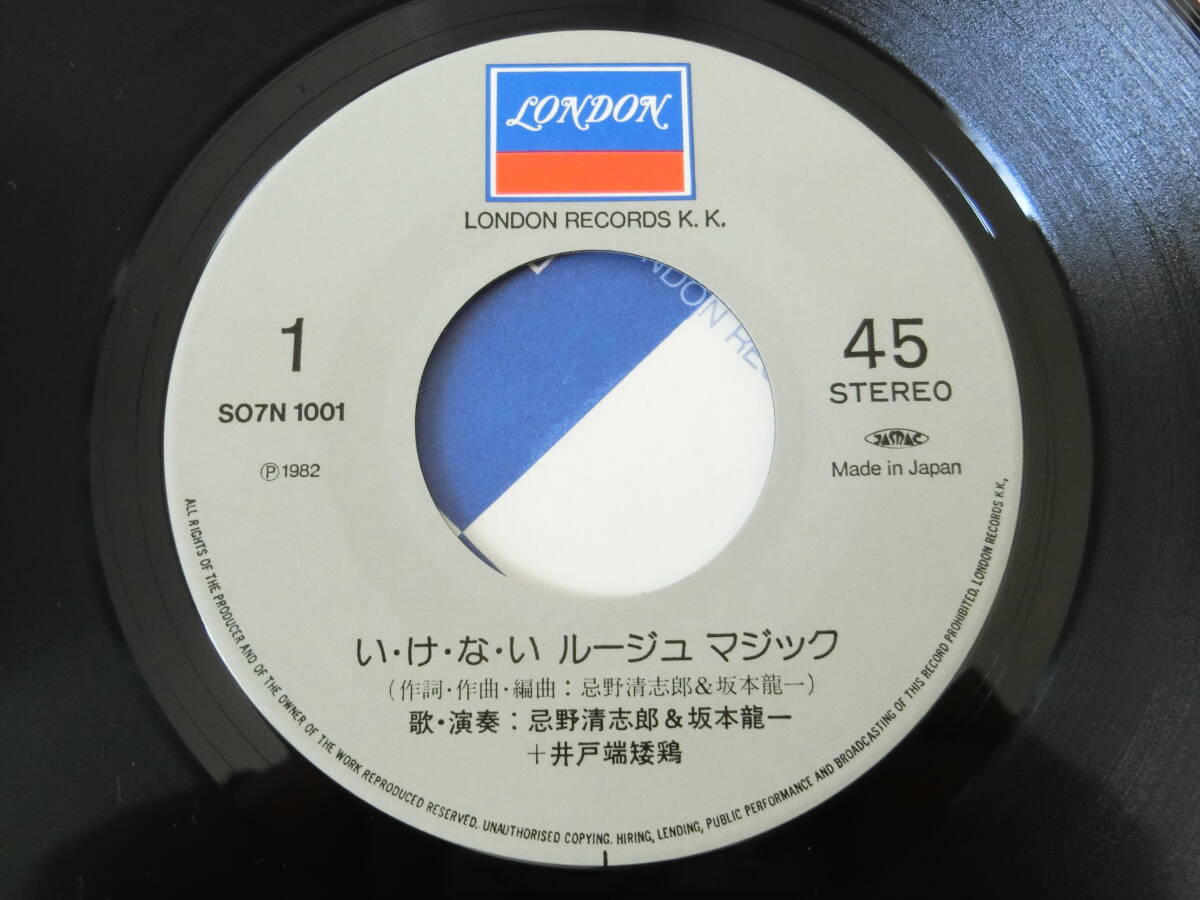 LONDON
LONDON RECORDS K. K.
NDON REC
1
45
STEREO
SO7N 1001
JASRAC
℗1982
Made in Japan
い・け・な・い ルージュ マジック
(作詞・作曲・編曲:忌野清志郎&坂本龍一)
歌・演奏:忌野清志郎&坂本龍一
+井戸端矮鶏
ALL RIGHTS OF THE PRODUCER AND OF THE OWNER OF THE WORK REPRODUCED RESERVED. UNAUTHORISED COPYING. HIRING, LENDING, PUBLIC PERFORMANCE AND BROADCASTING OF THIS RECORD PROHIBITED. LONDON RECORDS K.K.,